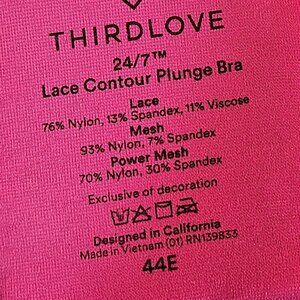 THIRDLOVE
24/7™
Lace Contour Plunge Bra
Lace
76% Nylon, 13% Spandex, 11% Viscose
Mesh
93% Nylon, 7% Spandex
Power Mesh
70% Nylon, 30% Spandex
Exclusive of decoration
Designed in California
Made in Vietnam (01) RN139833
44E